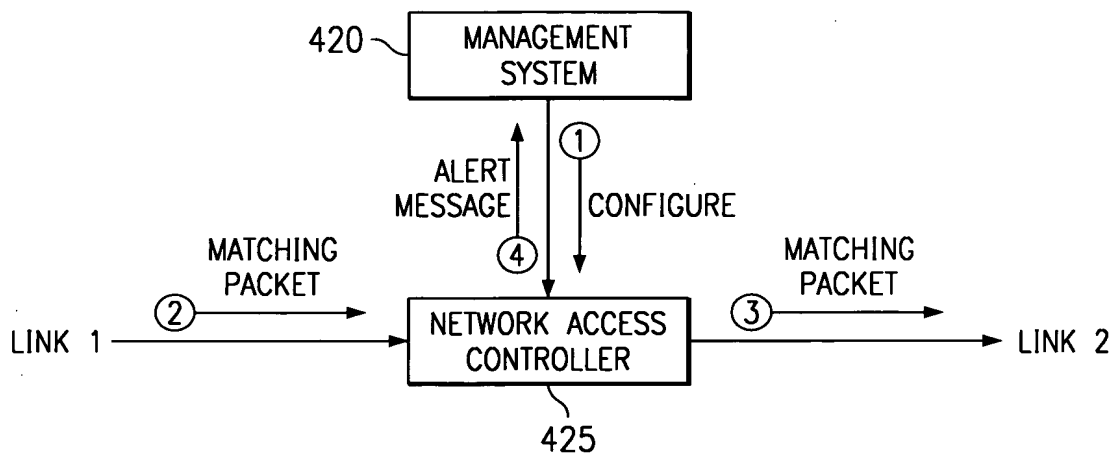 420
MANAGEMENT
SYSTEM
1
ALERT
MESSAGE
CONFIGURE
4
MATCHING
PACKET
2
MATCHING
PACKET
3
LINK 1
NETWORK ACCESS
CONTROLLER
LINK 2
425